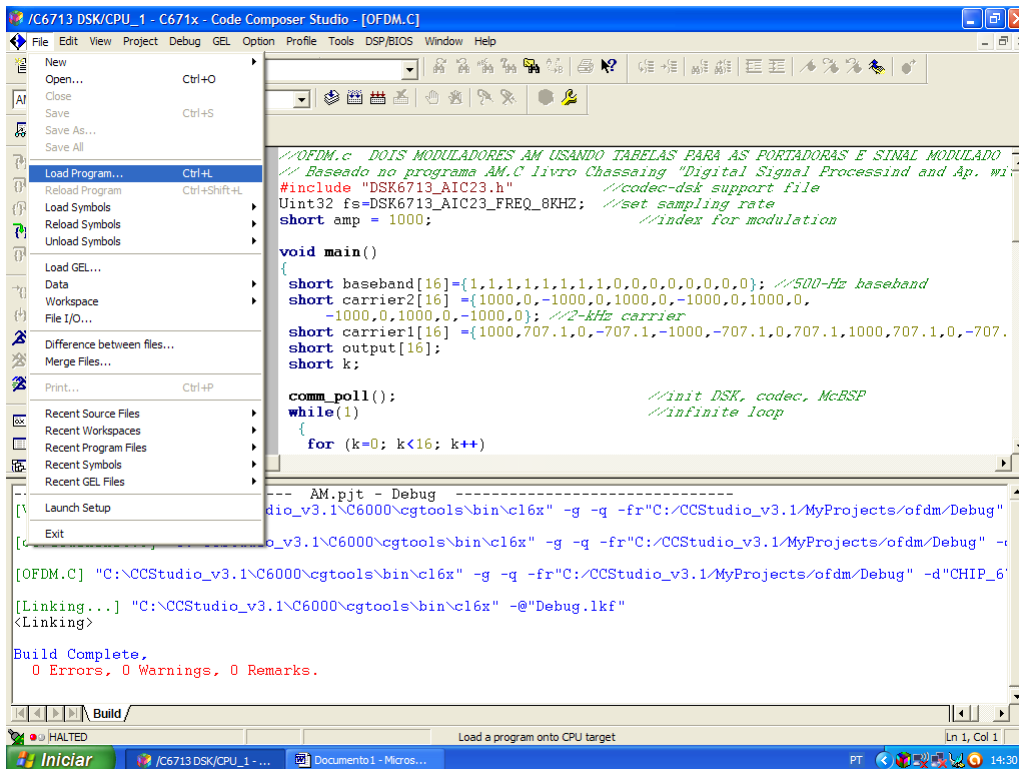 /C6713 DSK/CPU_1 - C671x - Code Composer Studio - [OFDM.C]
File Edit View Project Debug GEL Option Profile Tools DSP/BIOS Window Help
New
Open... Ctrl+O
Close
Save Ctrl+S
Save As...
Save All
Load Program... Ctrl+L
Reload Program Ctrl+Shift+L
Load Symbols
Reload Symbols
Unload Symbols
Load GEL...
Data
Workspace
File I/O...
Difference between files...
Merge Files...
Print... Ctrl+P
Recent Source Files
Recent Workspaces
Recent Program Files
Recent Symbols
Recent GEL Files
Launch Setup
Exit
//OFDM.c DOIS MODULADORES AM USANDO TABELAS PARA AS PORTADORAS E SINAL MODULADO
// Baseado no programa AM.C livro Chassaing "Digital Signal Processind and Ap. wi
#include "DSK6713_AIC23.h" //codec-dsk support file
Uint32 fs=DSK6713_AIC23_FREQ_8KHZ; //set sampling rate
short amp = 1000; //index for modulation
void main()
{
short baseband[16]={1,1,1,1,1,1,1,1,0,0,0,0,0,0,0,0}; //500-Hz baseband
short carrier2[16] ={1000,0,-1000,0,1000,0,-1000,0,1000,0,
-1000,0,1000,0,-1000,0}; //2-kHz carrier
short carrier1[16] ={1000,707.1,0,-707.1,-1000,-707.1,0,707.1,1000,707.1,0,-707.
short output[16];
short k;
comm_poll(); //init DSK, codec, McBSP
while(1) //infinite loop
{
for (k=0; k<16; k++)
--- AM.pjt - Debug -------------------------------
dio_v3.1\C6000\cgtools\bin\cl6x" -g -q -fr"C:/CCStudio_v3.1/MyProjects/ofdm/Debug"
o_v3.1\C6000\cgtools\bin\cl6x" -g -q -fr"C:/CCStudio_v3.1/MyProjects/ofdm/Debug"
[OFDM.C] "C:\CCStudio_v3.1\C6000\cgtools\bin\cl6x" -g -q -fr"C:/CCStudio_v3.1/MyProjects/ofdm/Debug" -d"CHIP_6
[Linking...] "C:\CCStudio_v3.1\C6000\cgtools\bin\cl6x" -@"Debug.lkf"
<Linking>
Build Complete,
0 Errors, 0 Warnings, 0 Remarks.
Build
HALTED Load a program onto CPU target Ln 1, Col 1
Iniciar /C6713 DSK/CPU_1 - ... Documento1 - Micros... PT 14:30